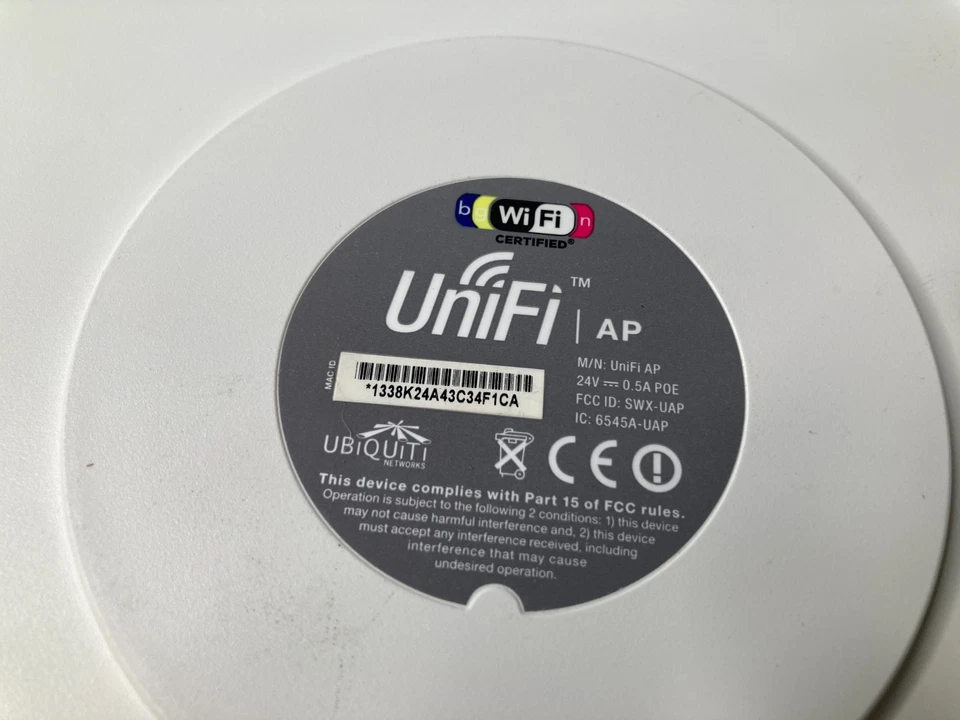 b g WiFi n
CERTIFIED®
UniFi ™ | AP
MAC ID
*1338K24A43C34F1CA
M/N: UniFi AP
24V ⎓ 0.5A POE
FCC ID: SWX-UAP
IC: 6545A-UAP
UBiQUiTi
NETWORKS
CE
This device complies with Part 15 of FCC rules.
Operation is subject to the following 2 conditions: 1) this device
may not cause harmful interference and, 2) this device
must accept any interference received, including
interference that may cause
undesired operation.